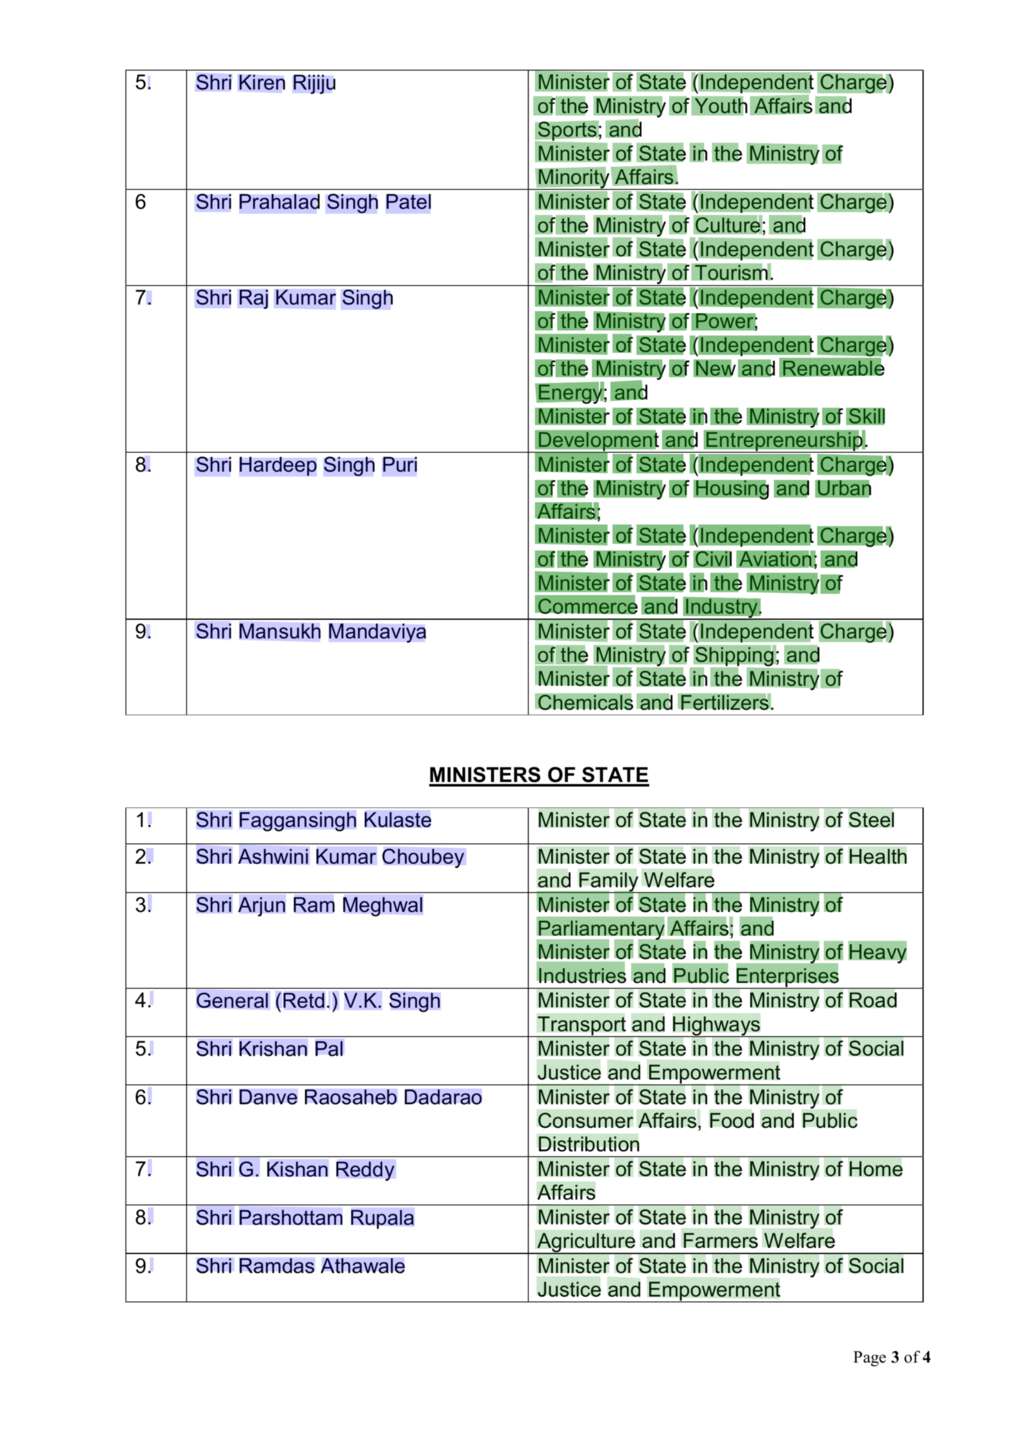 5. Shri Kiren Rijiju Minister of State (Independent Charge)
of the Ministry of Youth Affairs and
Sports; and
Minister of State in the Ministry of
Minority Affairs.
6 Shri Prahalad Singh Patel Minister of State (Independent Charge)
of the Ministry of Culture; and
Minister of State (Independent Charge)
of the Ministry of Tourism.
7. Shri Raj Kumar Singh Minister of State (Independent Charge)
of the Ministry of Power;
Minister of State (Independent Charge)
of the Ministry of New and Renewable
Energy; and
Minister of State in the Ministry of Skill
Development and Entrepreneurship.
8. Shri Hardeep Singh Puri Minister of State (Independent Charge)
of the Ministry of Housing and Urban
Affairs;
Minister of State (Independent Charge)
of the Ministry of Civil Aviation; and
Minister of State in the Ministry of
Commerce and Industry.
9. Shri Mansukh Mandaviya Minister of State (Independent Charge)
of the Ministry of Shipping; and
Minister of State in the Ministry of
Chemicals and Fertilizers.
MINISTERS OF STATE
1. Shri Faggansingh Kulaste Minister of State in the Ministry of Steel
2. Shri Ashwini Kumar Choubey Minister of State in the Ministry of Health
and Family Welfare
3. Shri Arjun Ram Meghwal Minister of State in the Ministry of
Parliamentary Affairs; and
Minister of State in the Ministry of Heavy
Industries and Public Enterprises
4. General (Retd.) V.K. Singh Minister of State in the Ministry of Road
Transport and Highways
5. Shri Krishan Pal Minister of State in the Ministry of Social
Justice and Empowerment
6. Shri Danve Raosaheb Dadarao Minister of State in the Ministry of
Consumer Affairs, Food and Public
Distribution
7. Shri G. Kishan Reddy Minister of State in the Ministry of Home
Affairs
8. Shri Parshottam Rupala Minister of State in the Ministry of
Agriculture and Farmers Welfare
9. Shri Ramdas Athawale Minister of State in the Ministry of Social
Justice and Empowerment
Page 3 of 4